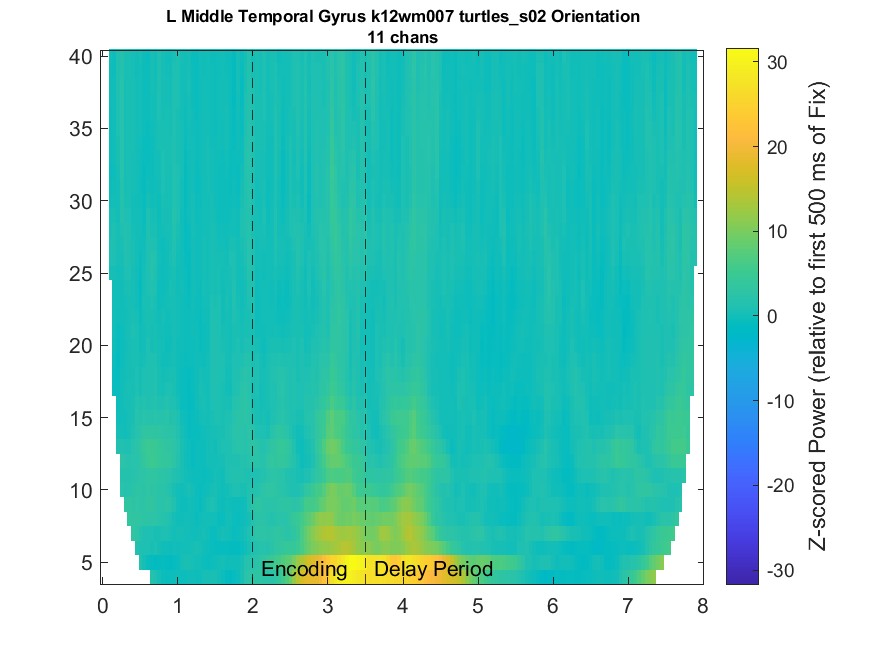 L Middle Temporal Gyrus k12wm007 turtles_s02 Orientation
11 chans
40
35
30
25
20
15
10
5
Encoding
Delay Period
0 1 2 3 4 5 6 7 8
30
20
10
0
-10
-20
-30
Z-scored Power (relative to first 500 ms of Fix)